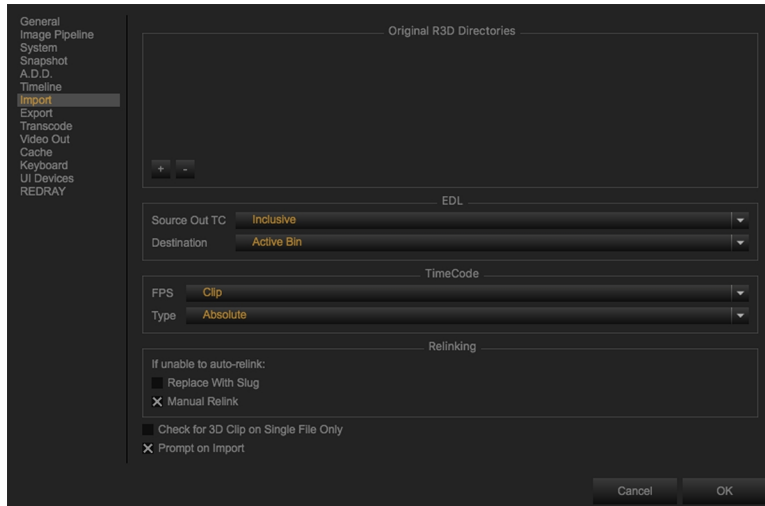 General
Image Pipeline
System
Snapshot
A.D.D.
Timeline
Import
Export
Transcode
Video Out
Cache
Keyboard
UI Devices
REDRAY
Original R3D Directories
+ -
EDL
Source Out TC Inclusive
Destination Active Bin
TimeCode
FPS Clip
Type Absolute
Relinking
If unable to auto-relink:
Replace With Slug
Manual Relink
Check for 3D Clip on Single File Only
Prompt on Import
Cancel OK